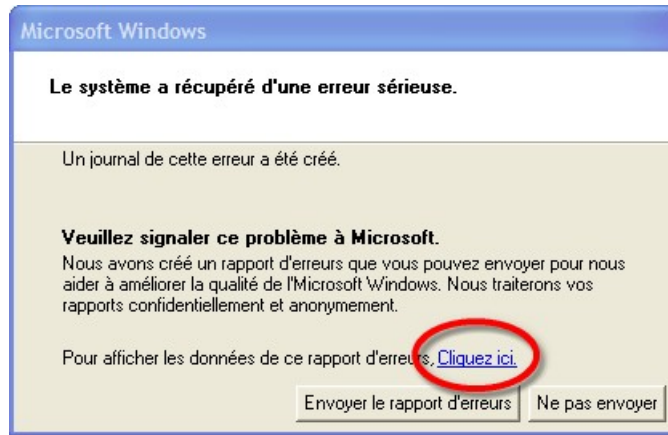 Microsoft Windows
Le système a récupéré d'une erreur sérieuse.
Un journal de cette erreur a été créé.
Veuillez signaler ce problème à Microsoft.
Nous avons créé un rapport d'erreurs que vous pouvez envoyer pour nous
aider à améliorer la qualité de l'Microsoft Windows. Nous traiterons vos
rapports confidentiellement et anonymement.
Pour afficher les données de ce rapport d'erreurs, Cliquez ici.
Envoyer le rapport d'erreurs Ne pas envoyer